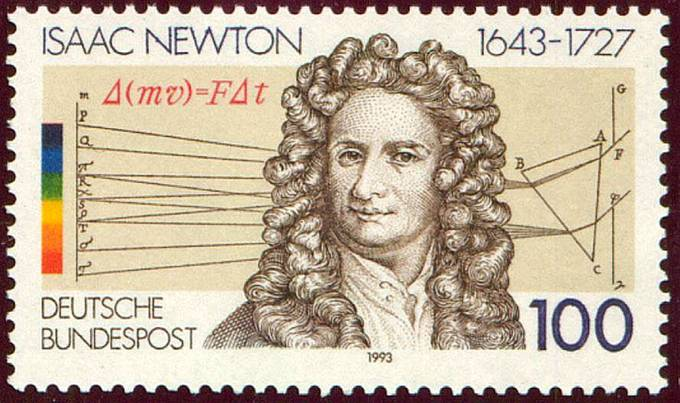 ISAAC NEWTON 1643–1727
Δ(mv)=FΔt
m
p
G
A
F
B
C
DEUTSCHE
BUNDESPOST
100
1993